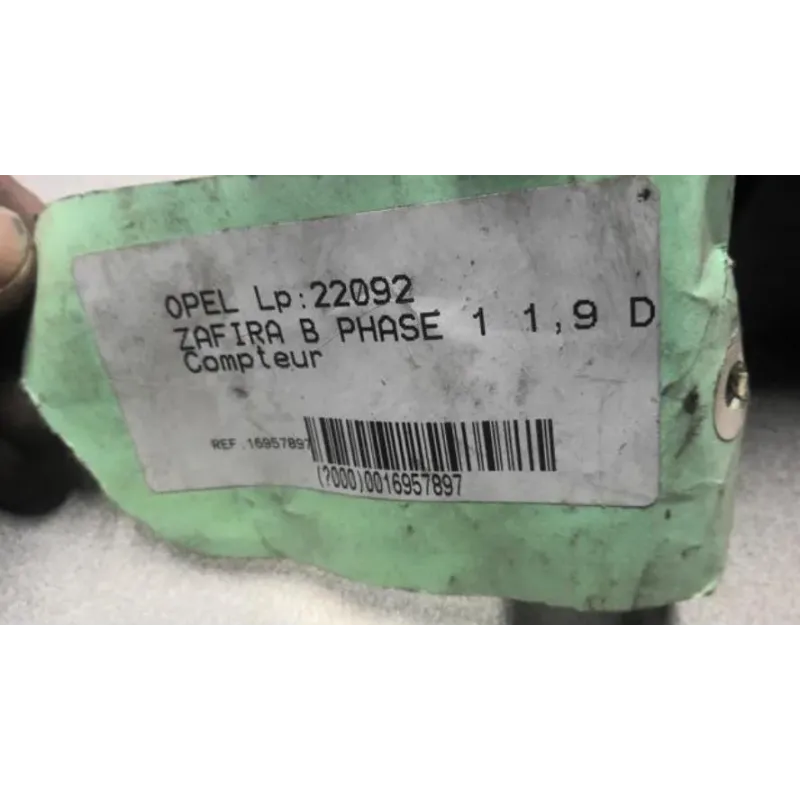 OPEL Lp:22092
ZAFIRA B PHASE 1 1,9 D
Compteur
REF.16957897
(?000)0016957897